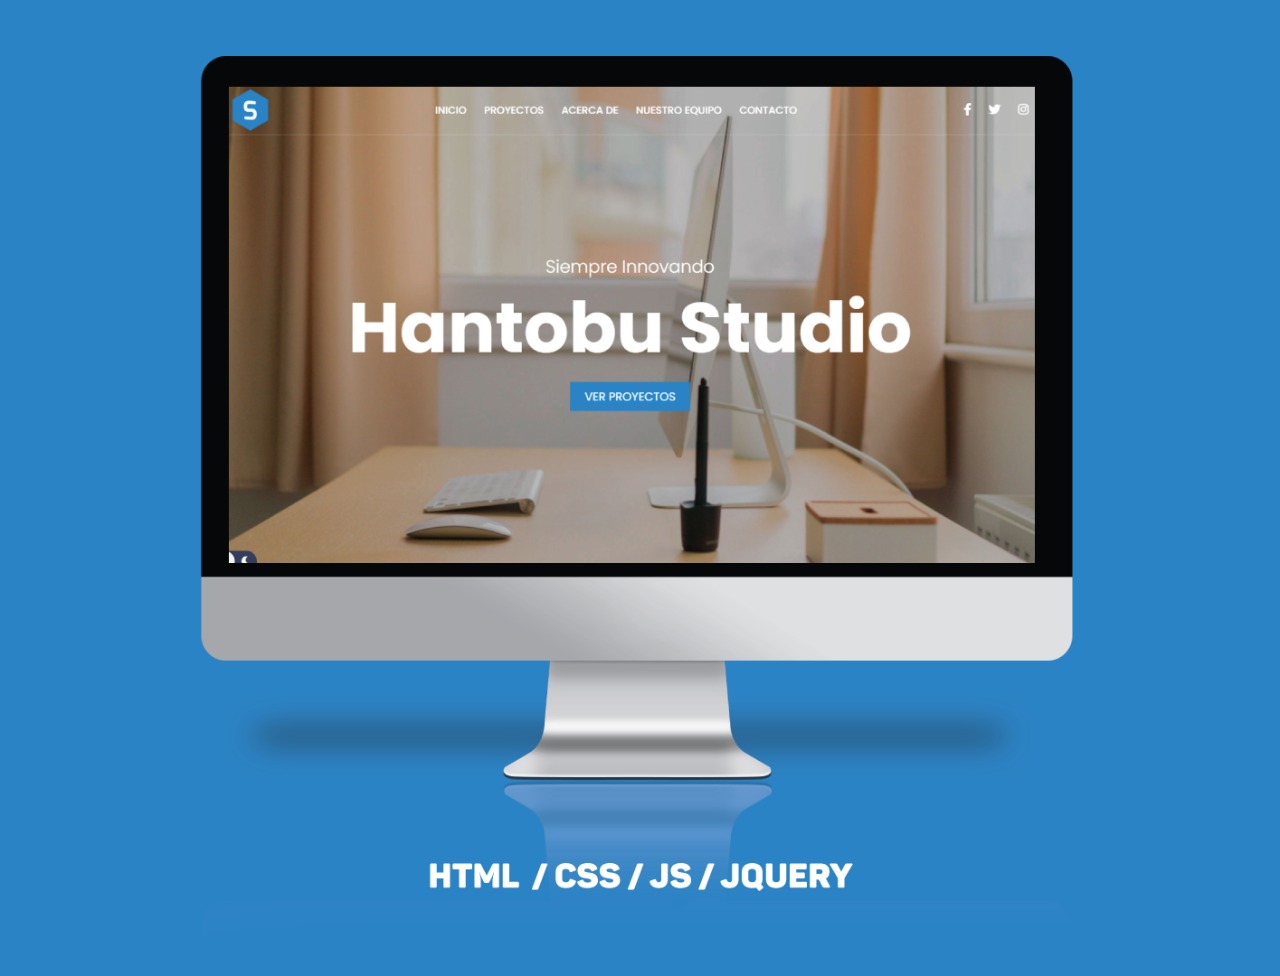 S
INICIO PROYECTOS ACERCA DE NUESTRO EQUIPO CONTACTO
Siempre Innovando
Hantobu Studio
VER PROYECTOS
HTML / CSS / JS / JQUERY